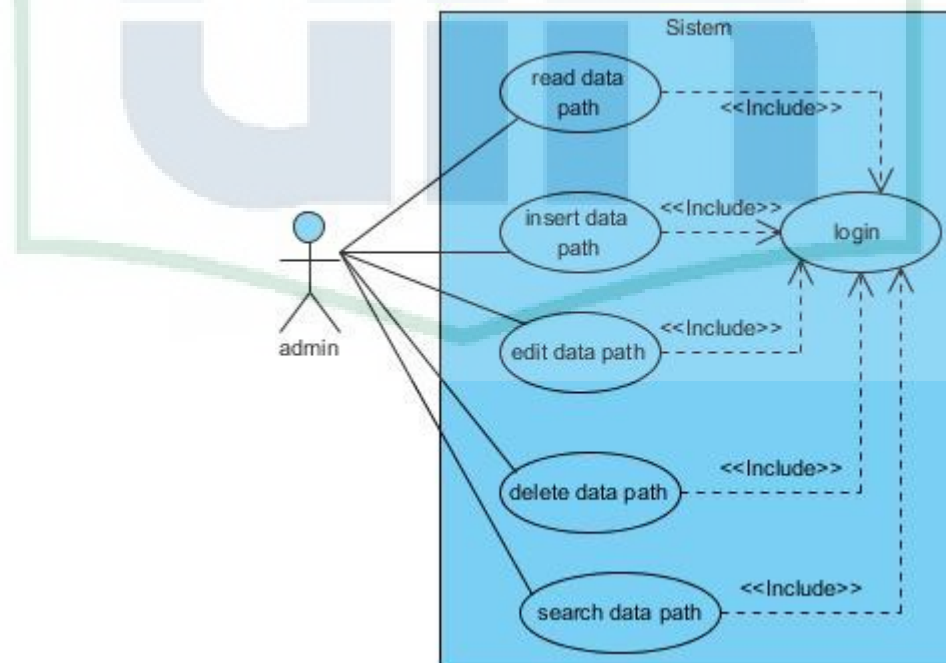 Sistem
read data
path
<<Include>>
insert data
path
<<Include>>
login
admin
edit data path
<<Include>>
delete data path
<<Include>>
search data path
<<Include>>